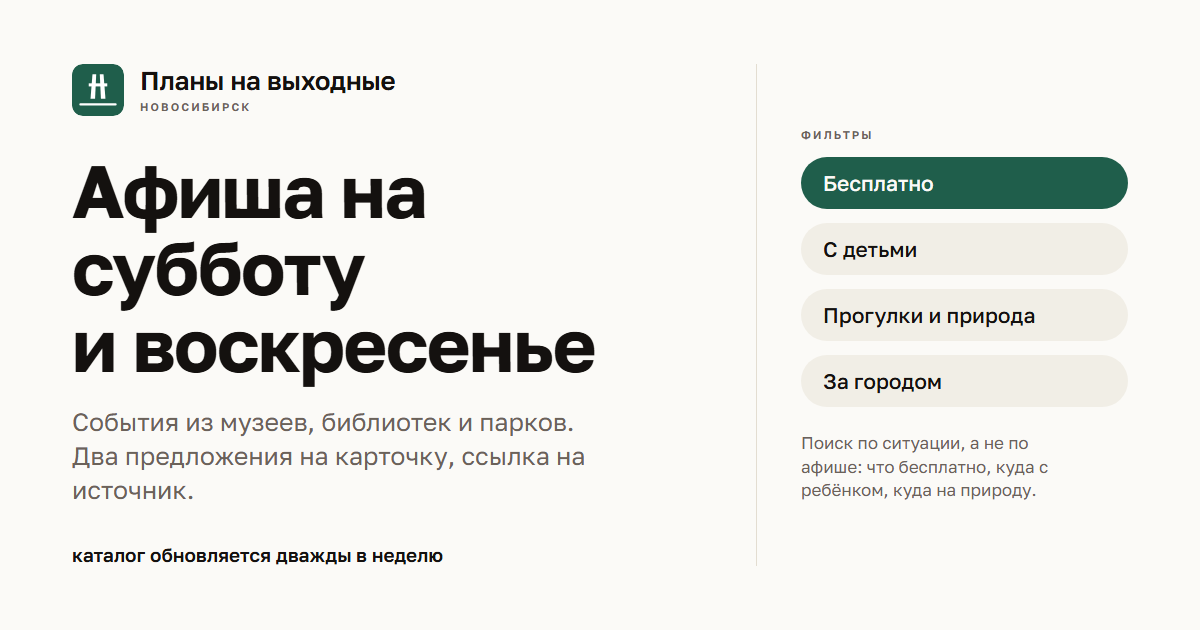 Планы на выходные
НОВОСИБИРСК
Афиша на
субботу
и воскресенье
События из музеев, библиотек и парков.
Два предложения на карточку, ссылка на
источник.
каталог обновляется дважды в неделю
ФИЛЬТРЫ
Бесплатно
С детьми
Прогулки и природа
За городом
Поиск по ситуации, а не по
афише: что бесплатно, куда с
ребёнком, куда на природу.